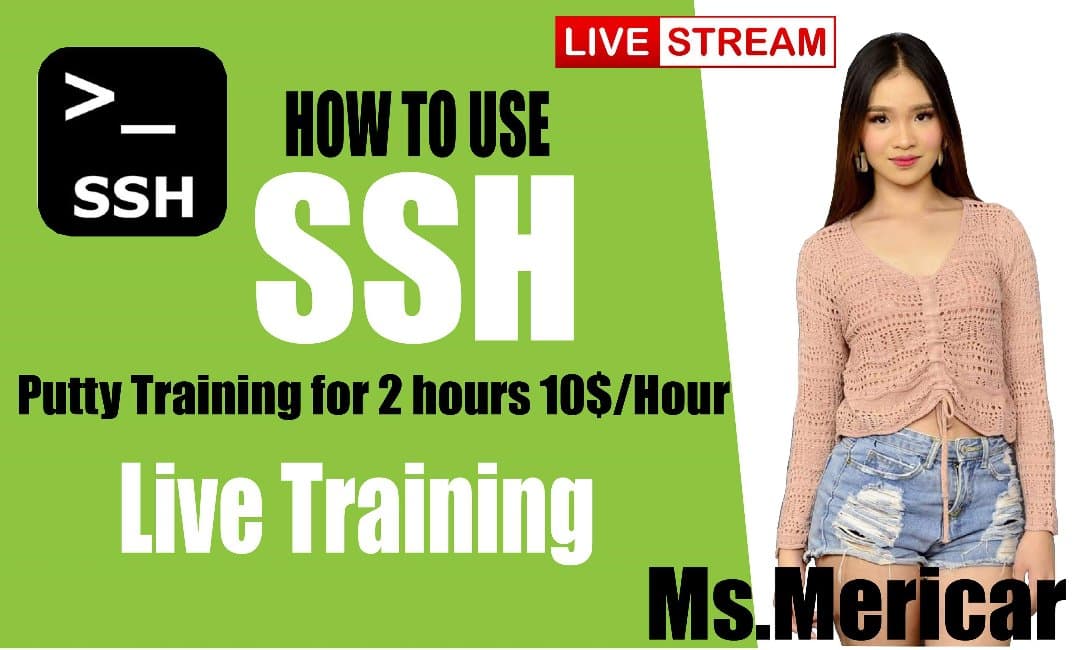 LIVE STREAM
>_
SSH
HOW TO USE
SSH
Putty Training for 2 hours 10$/Hour
Live Training
Ms.Mericar